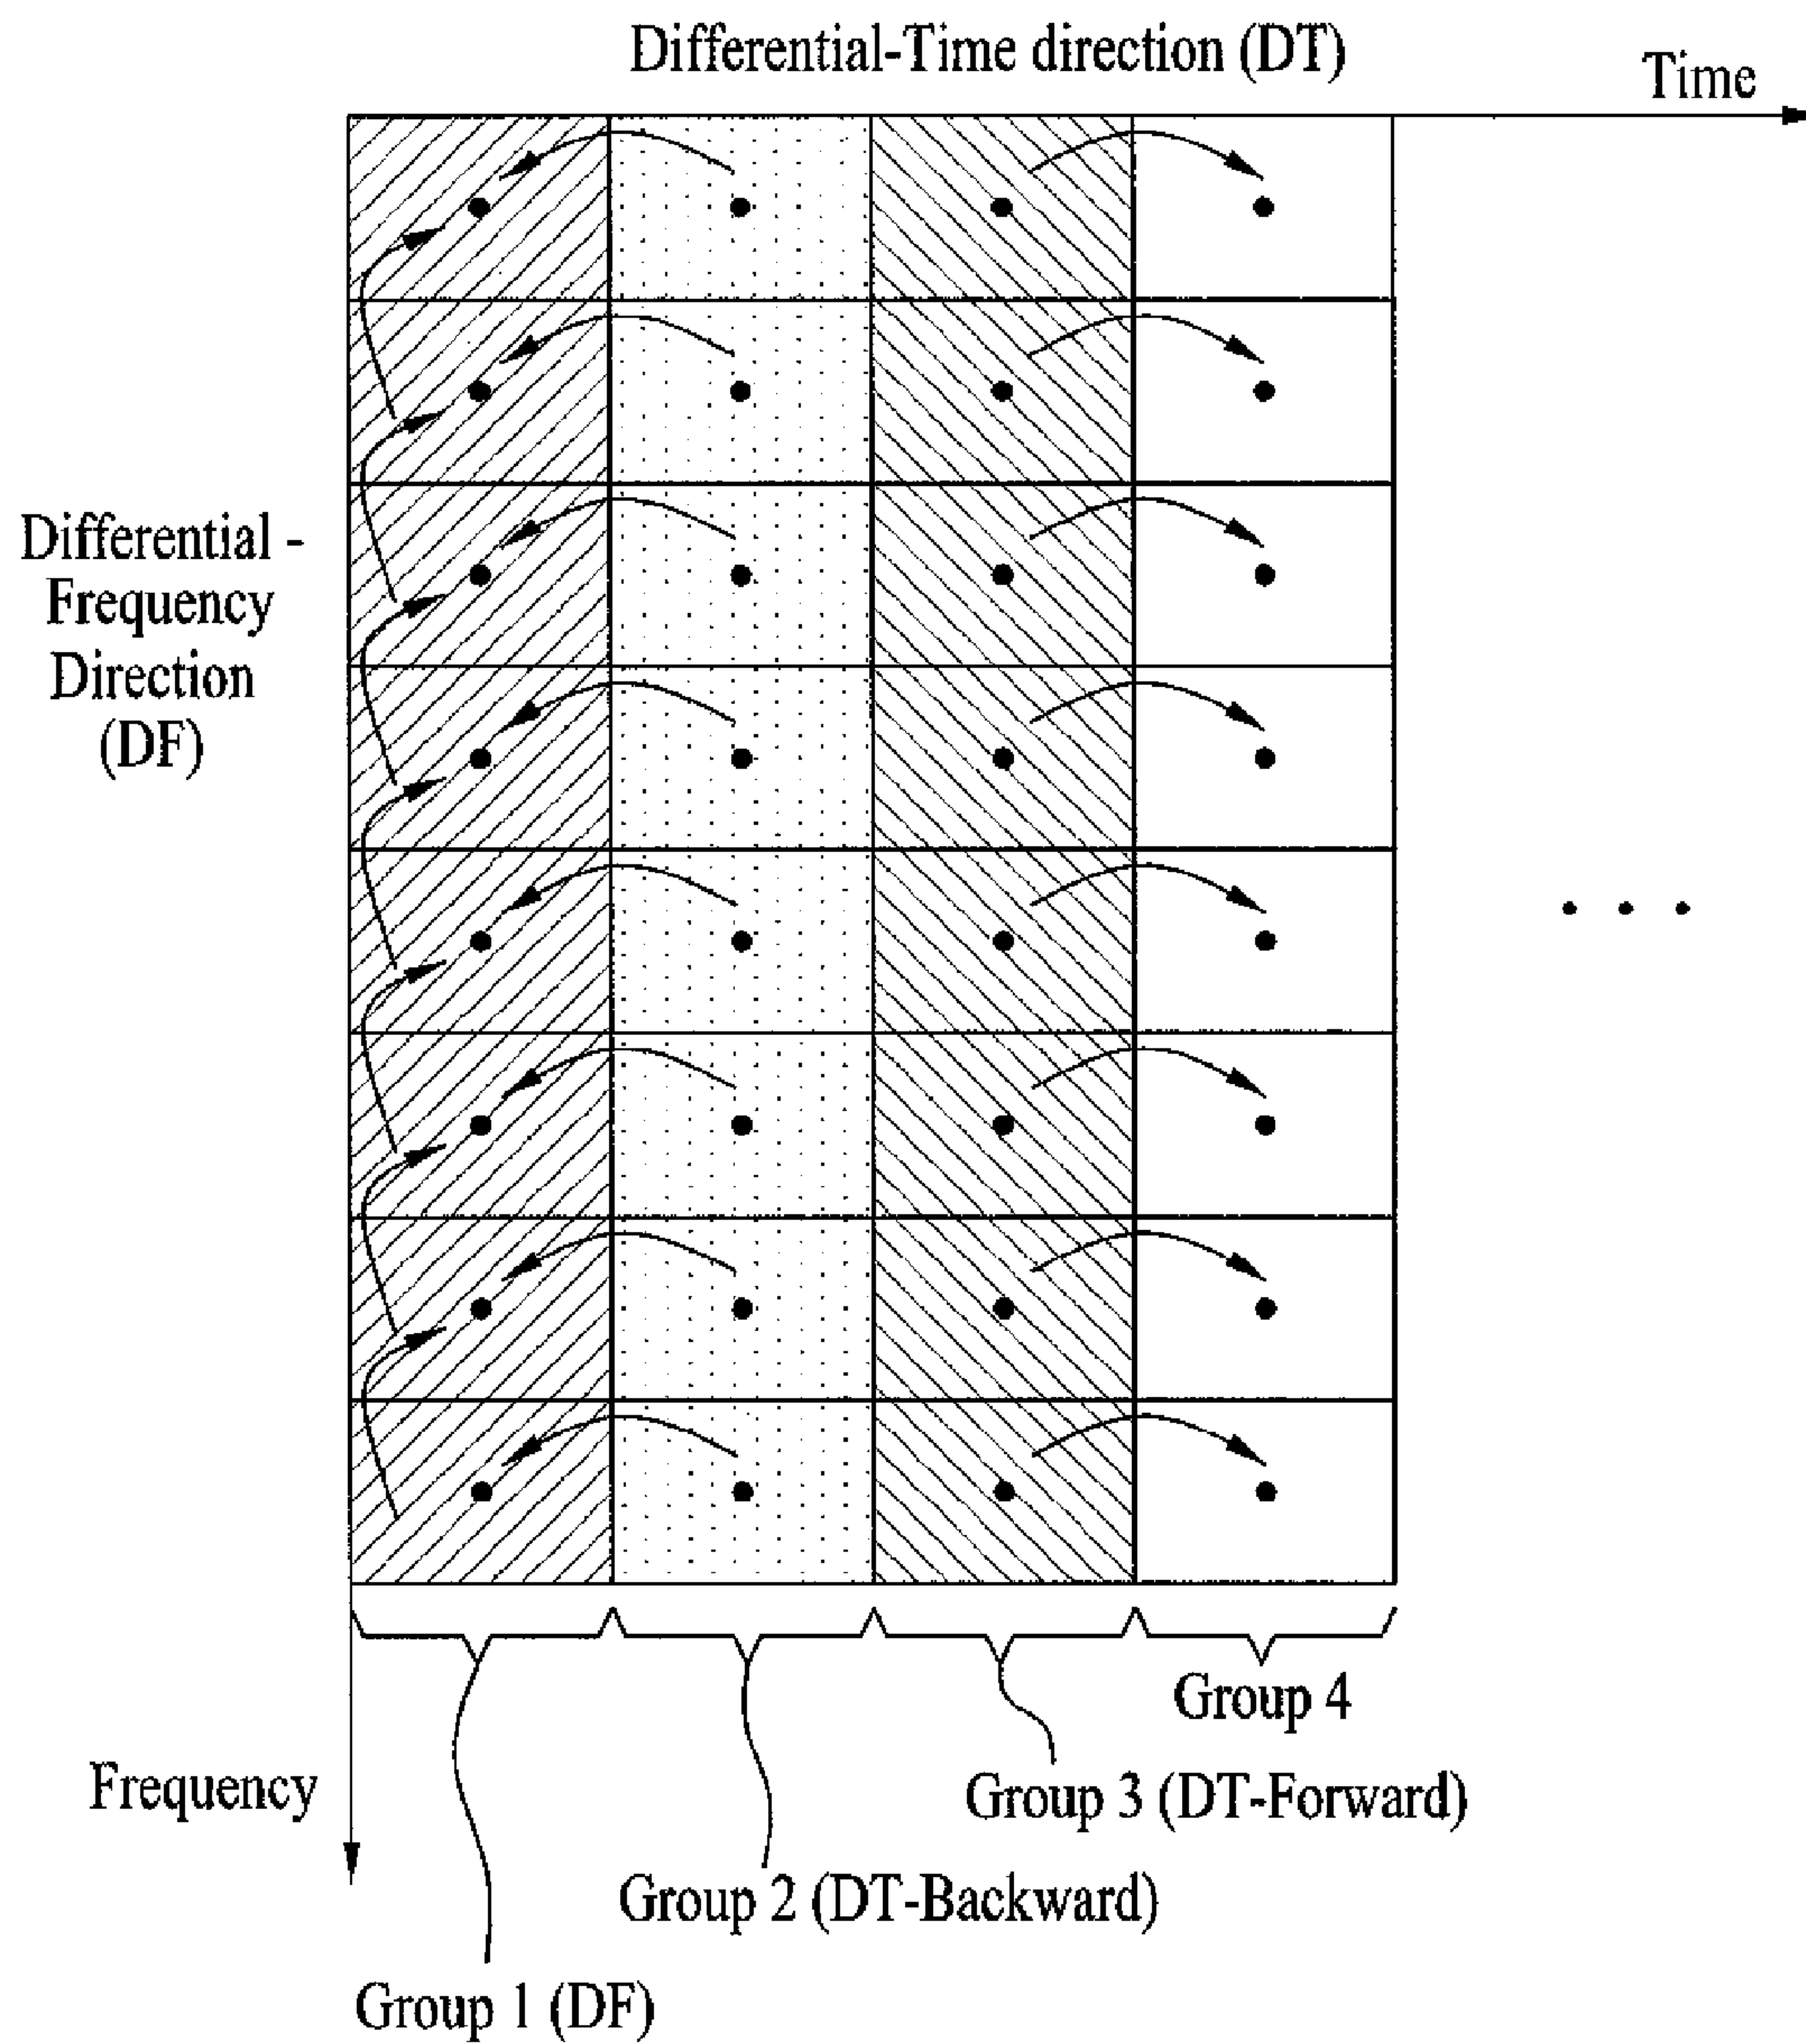 Differential-Time direction (DT)
Time
Differential -
Frequency
Direction
(DF)
Group 4
Frequency
Group 3 (DT-Forward)
Group 2 (DT-Backward)
Group 1 (DF)